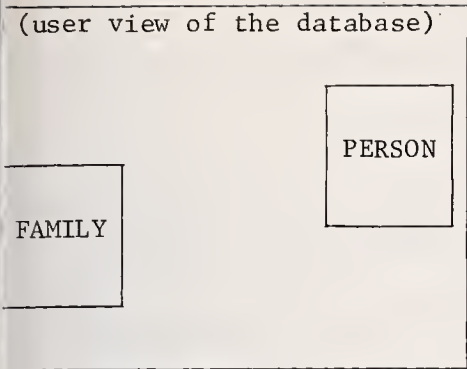 (user view of the database)
PERSON
FAMILY